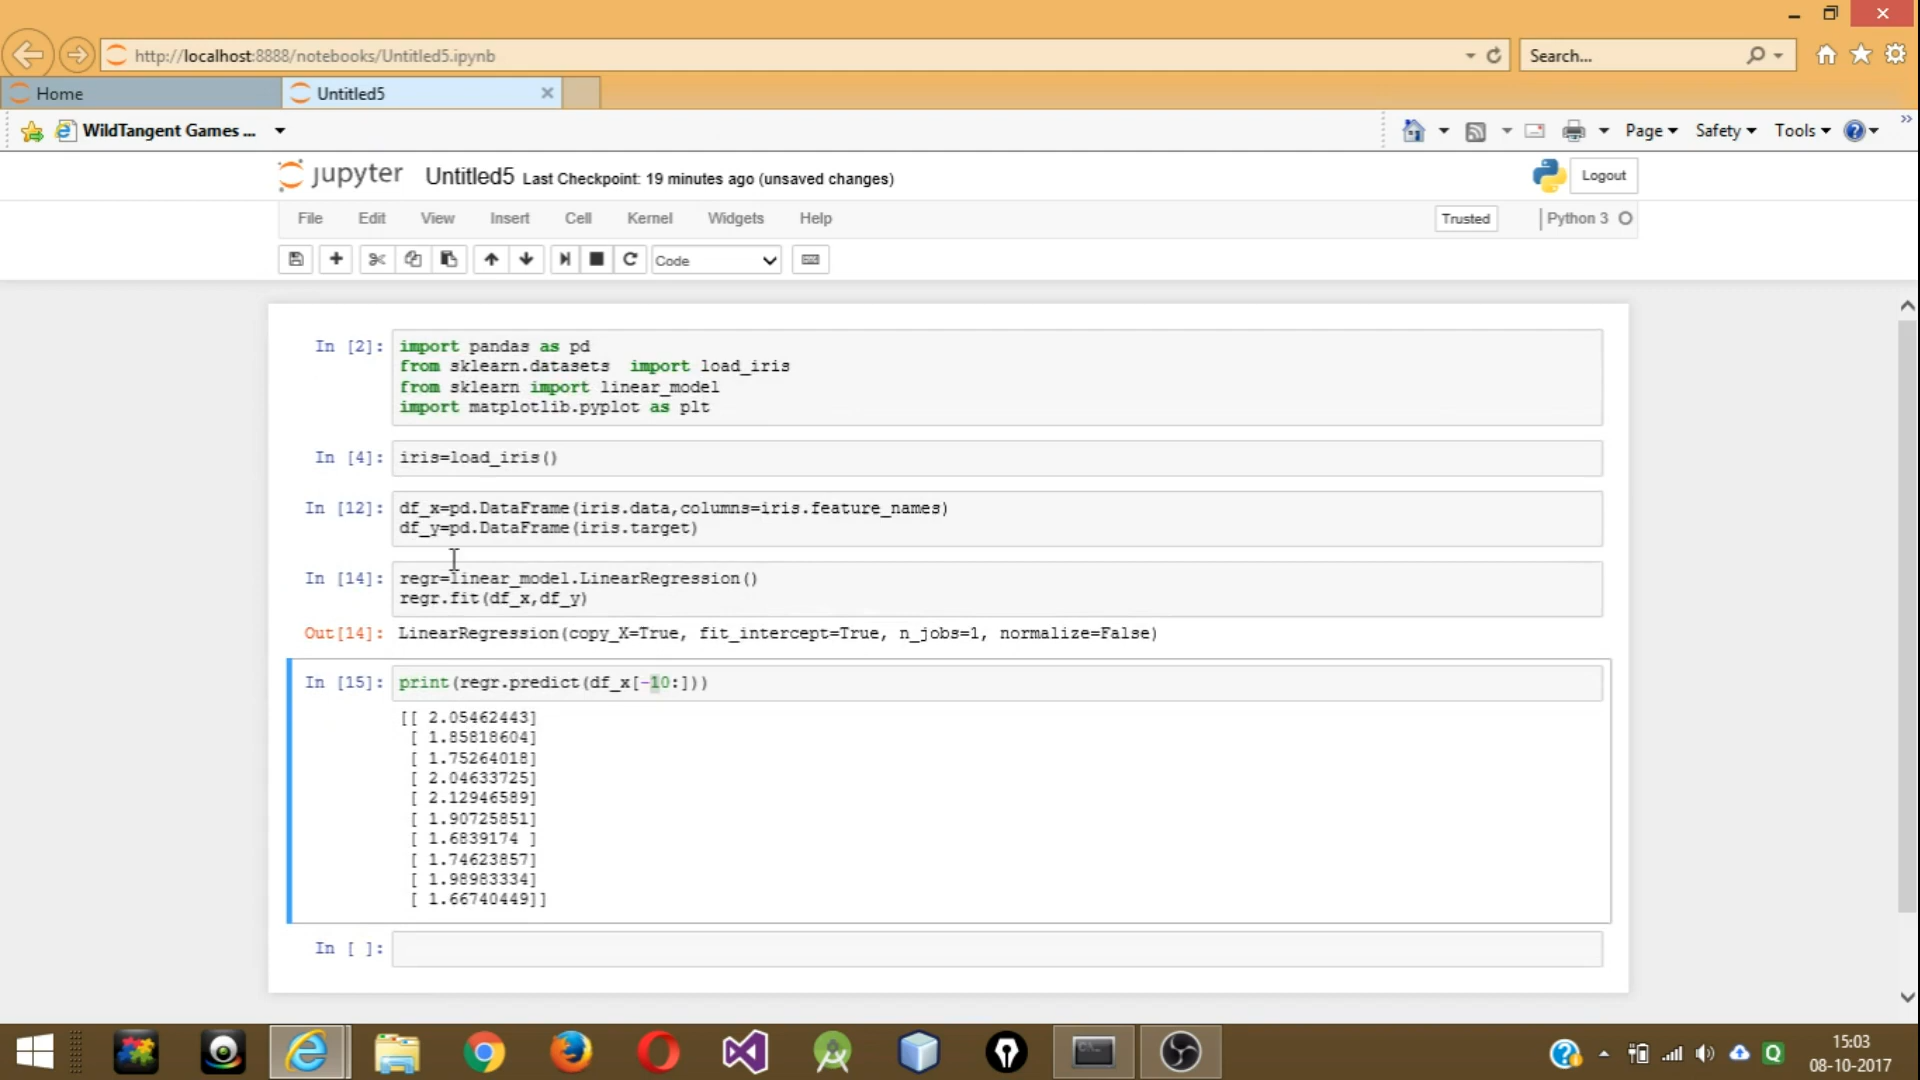 http://localhost:8888/notebooks/Untitled5.ipynb
Search...
Home
Untitled5
WildTangent Games ...
Page
Safety
Tools
jupyter
Untitled5 Last Checkpoint: 19 minutes ago (unsaved changes)
Logout
File Edit View Insert Cell Kernel Widgets Help
Trusted
Python 3
Code
In [2]: import pandas as pd
from sklearn.datasets  import load_iris
from sklearn import linear_model
import matplotlib.pyplot as plt
In [4]: iris=load_iris()
In [12]: df_x=pd.DataFrame(iris.data,columns=iris.feature_names)
df_y=pd.DataFrame(iris.target)
In [14]: regr=linear_model.LinearRegression()
regr.fit(df_x,df_y)
Out[14]: LinearRegression(copy_X=True, fit_intercept=True, n_jobs=1, normalize=False)
In [15]: print(regr.predict(df_x[-10:]))
[[ 2.05462443]
[ 1.85818604]
[ 1.75264018]
[ 2.04633725]
[ 2.12946589]
[ 1.90725851]
[ 1.6839174 ]
[ 1.74623857]
[ 1.98983334]
[ 1.66740449]]
In [ ]:
15:03
08-10-2017